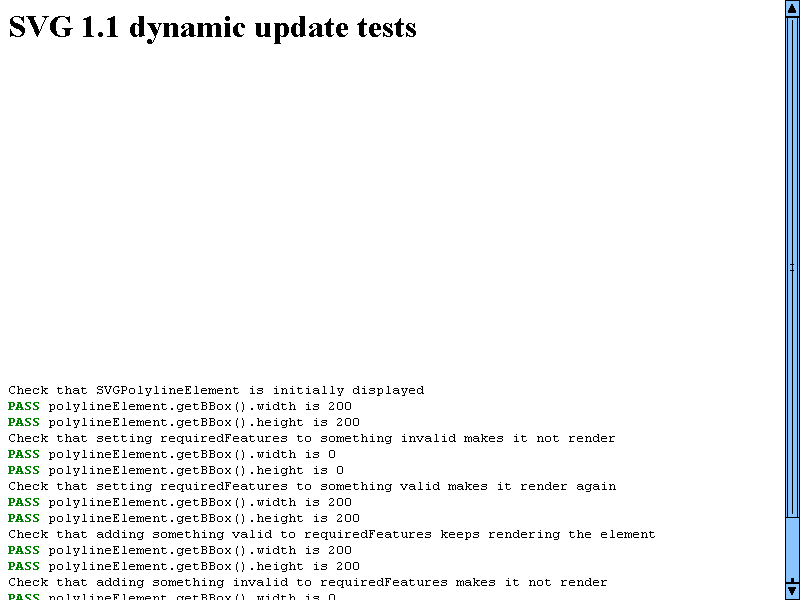 SVG 1.1 dynamic update tests
Check that SVGPolylineElement is initially displayed
PASS polylineElement.getBBox().width is 200
PASS polylineElement.getBBox().height is 200
Check that setting requiredFeatures to something invalid makes it not render
PASS polylineElement.getBBox().width is 0
PASS polylineElement.getBBox().height is 0
Check that setting requiredFeatures to something valid makes it render again
PASS polylineElement.getBBox().width is 200
PASS polylineElement.getBBox().height is 200
Check that adding something valid to requiredFeatures keeps rendering the element
PASS polylineElement.getBBox().width is 200
PASS polylineElement.getBBox().height is 200
Check that adding something invalid to requiredFeatures makes it not render
PASS polylineElement.getBBox().width is 0